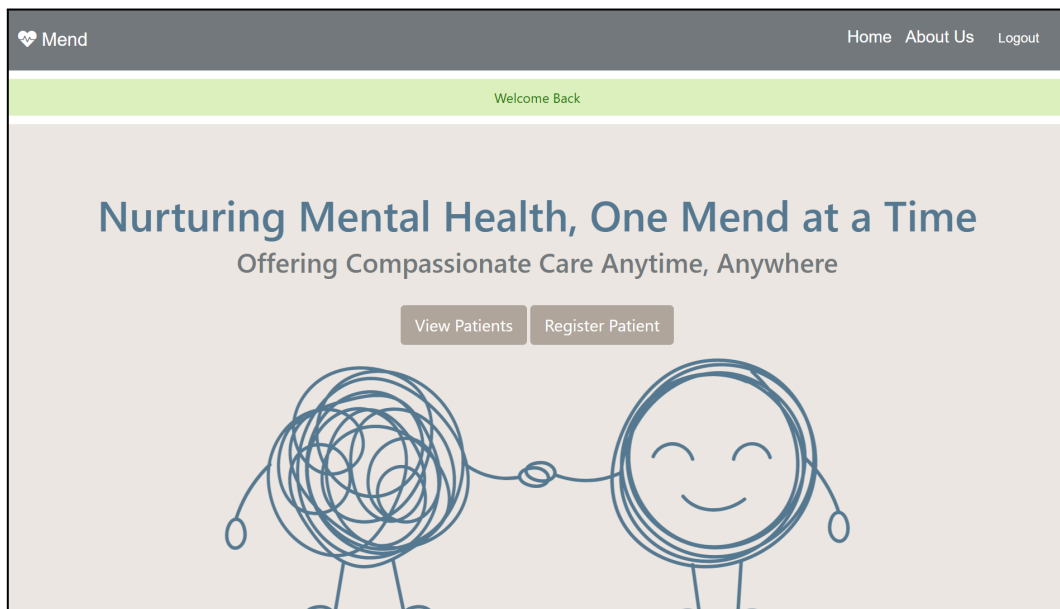 Mend
Home About Us Logout
Welcome Back
Nurturing Mental Health, One Mend at a Time
Offering Compassionate Care Anytime, Anywhere
View Patients Register Patient